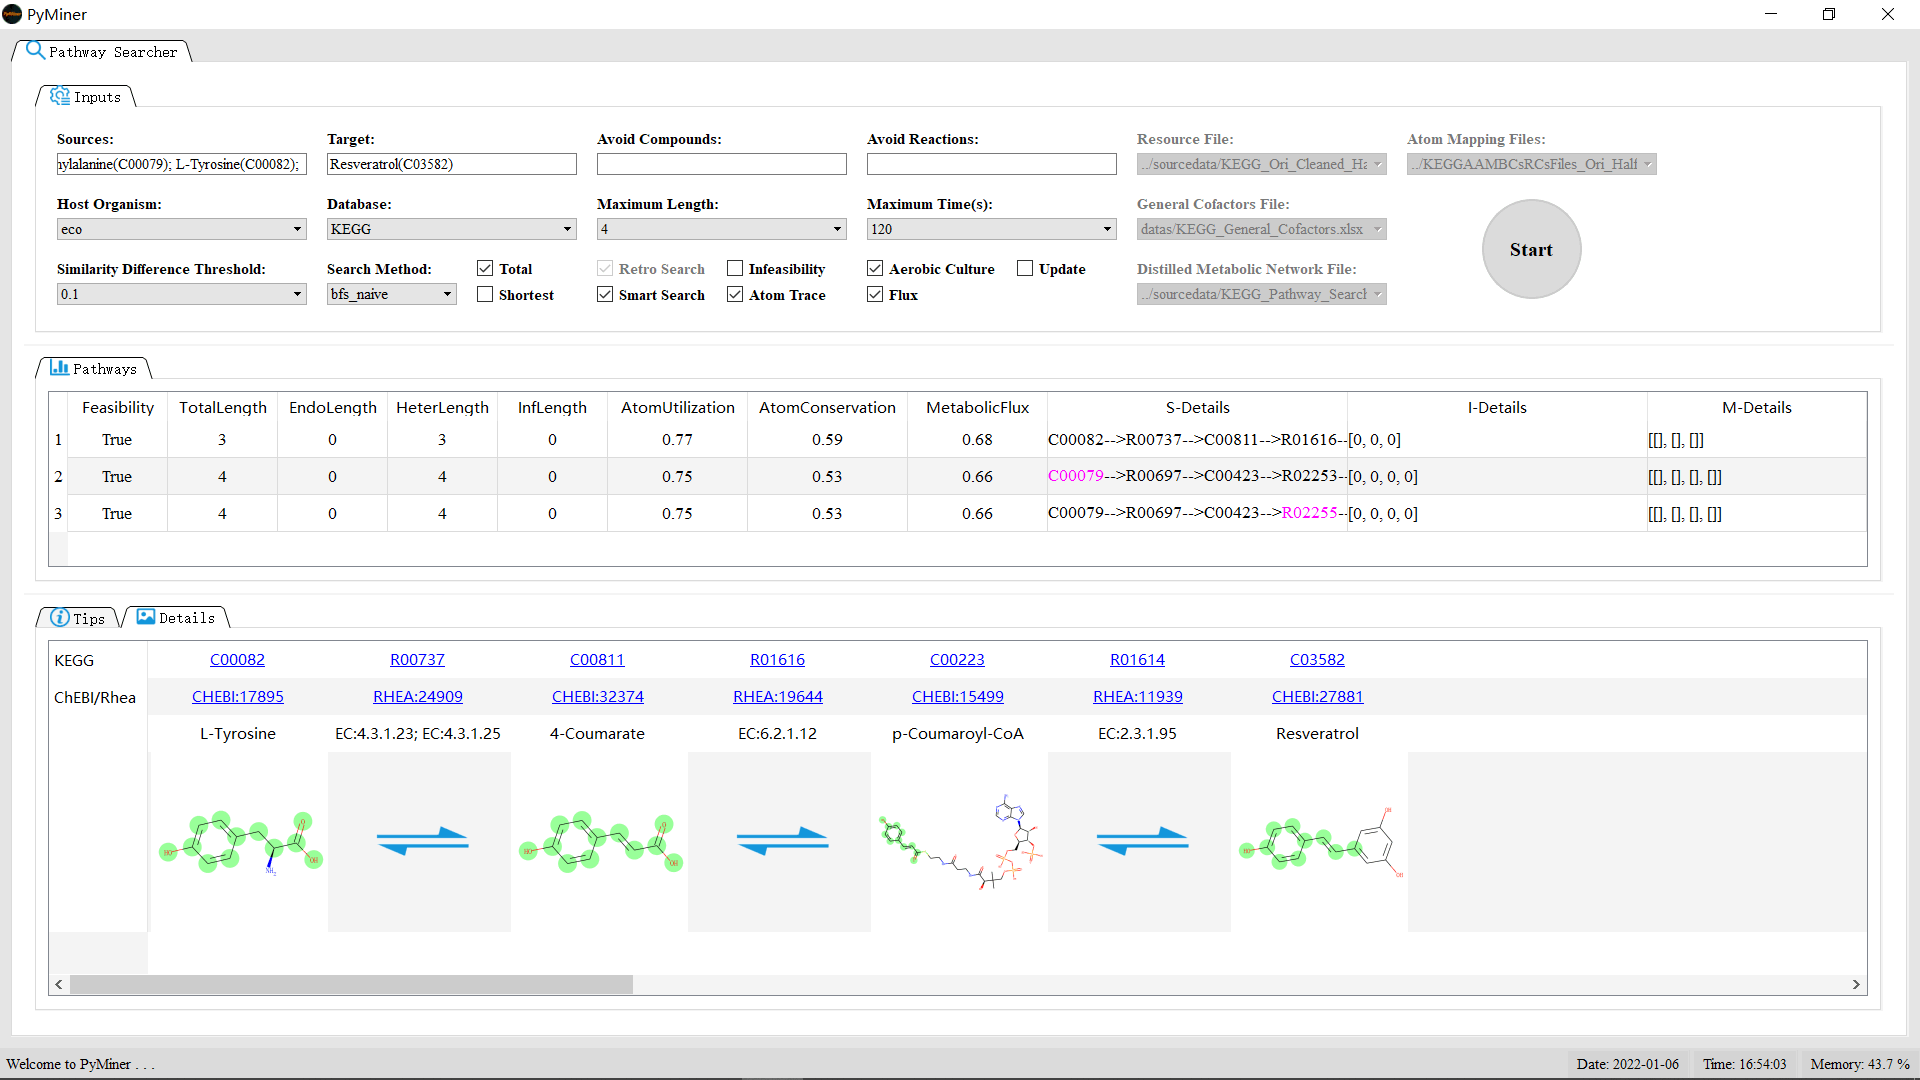 PyMiner
Pathway Searcher
Inputs
Sources: Target: Avoid Compounds: Avoid Reactions: Resource File: Atom Mapping Files:
nylalanine(C00079); L-Tyrosine(C00082); Resveratrol(C03582) ../sourcedata/KEGG_Ori_Cleaned_Ha ../KEGGAAMBCsRCsFiles_Ori_Half
Host Organism: Database: Maximum Length: Maximum Time(s): General Cofactors File:
eco KEGG 4 120 datas/KEGG_General_Cofactors.xlsx
Start
Similarity Difference Threshold: Search Method: Total Retro Search Infeasibility Aerobic Culture Update Distilled Metabolic Network File:
0.1 bfs_naive Shortest Smart Search Atom Trace Flux ../sourcedata/KEGG_Pathway_Search
Pathways
Feasibility TotalLength EndoLength HeterLength InfLength AtomUtilization AtomConservation MetabolicFlux S-Details I-Details M-Details
1 True 3 0 3 0 0.77 0.59 0.68 C00082-->R00737-->C00811-->R01616-- [0, 0, 0] [[], [], []]
2 True 4 0 4 0 0.75 0.53 0.66 C00079-->R00697-->C00423-->R02253-- [0, 0, 0, 0] [[], [], [], []]
3 True 4 0 4 0 0.75 0.53 0.66 C00079-->R00697-->C00423-->R02255-- [0, 0, 0, 0] [[], [], [], []]
Tips Details
KEGG C00082 R00737 C00811 R01616 C00223 R01614 C03582
ChEBI/Rhea CHEBI:17895 RHEA:24909 CHEBI:32374 RHEA:19644 CHEBI:15499 RHEA:11939 CHEBI:27881
L-Tyrosine EC:4.3.1.23; EC:4.3.1.25 4-Coumarate EC:6.2.1.12 p-Coumaroyl-CoA EC:2.3.1.95 Resveratrol
Welcome to PyMiner . . . Date: 2022-01-06 Time: 16:54:03 Memory: 43.7 %